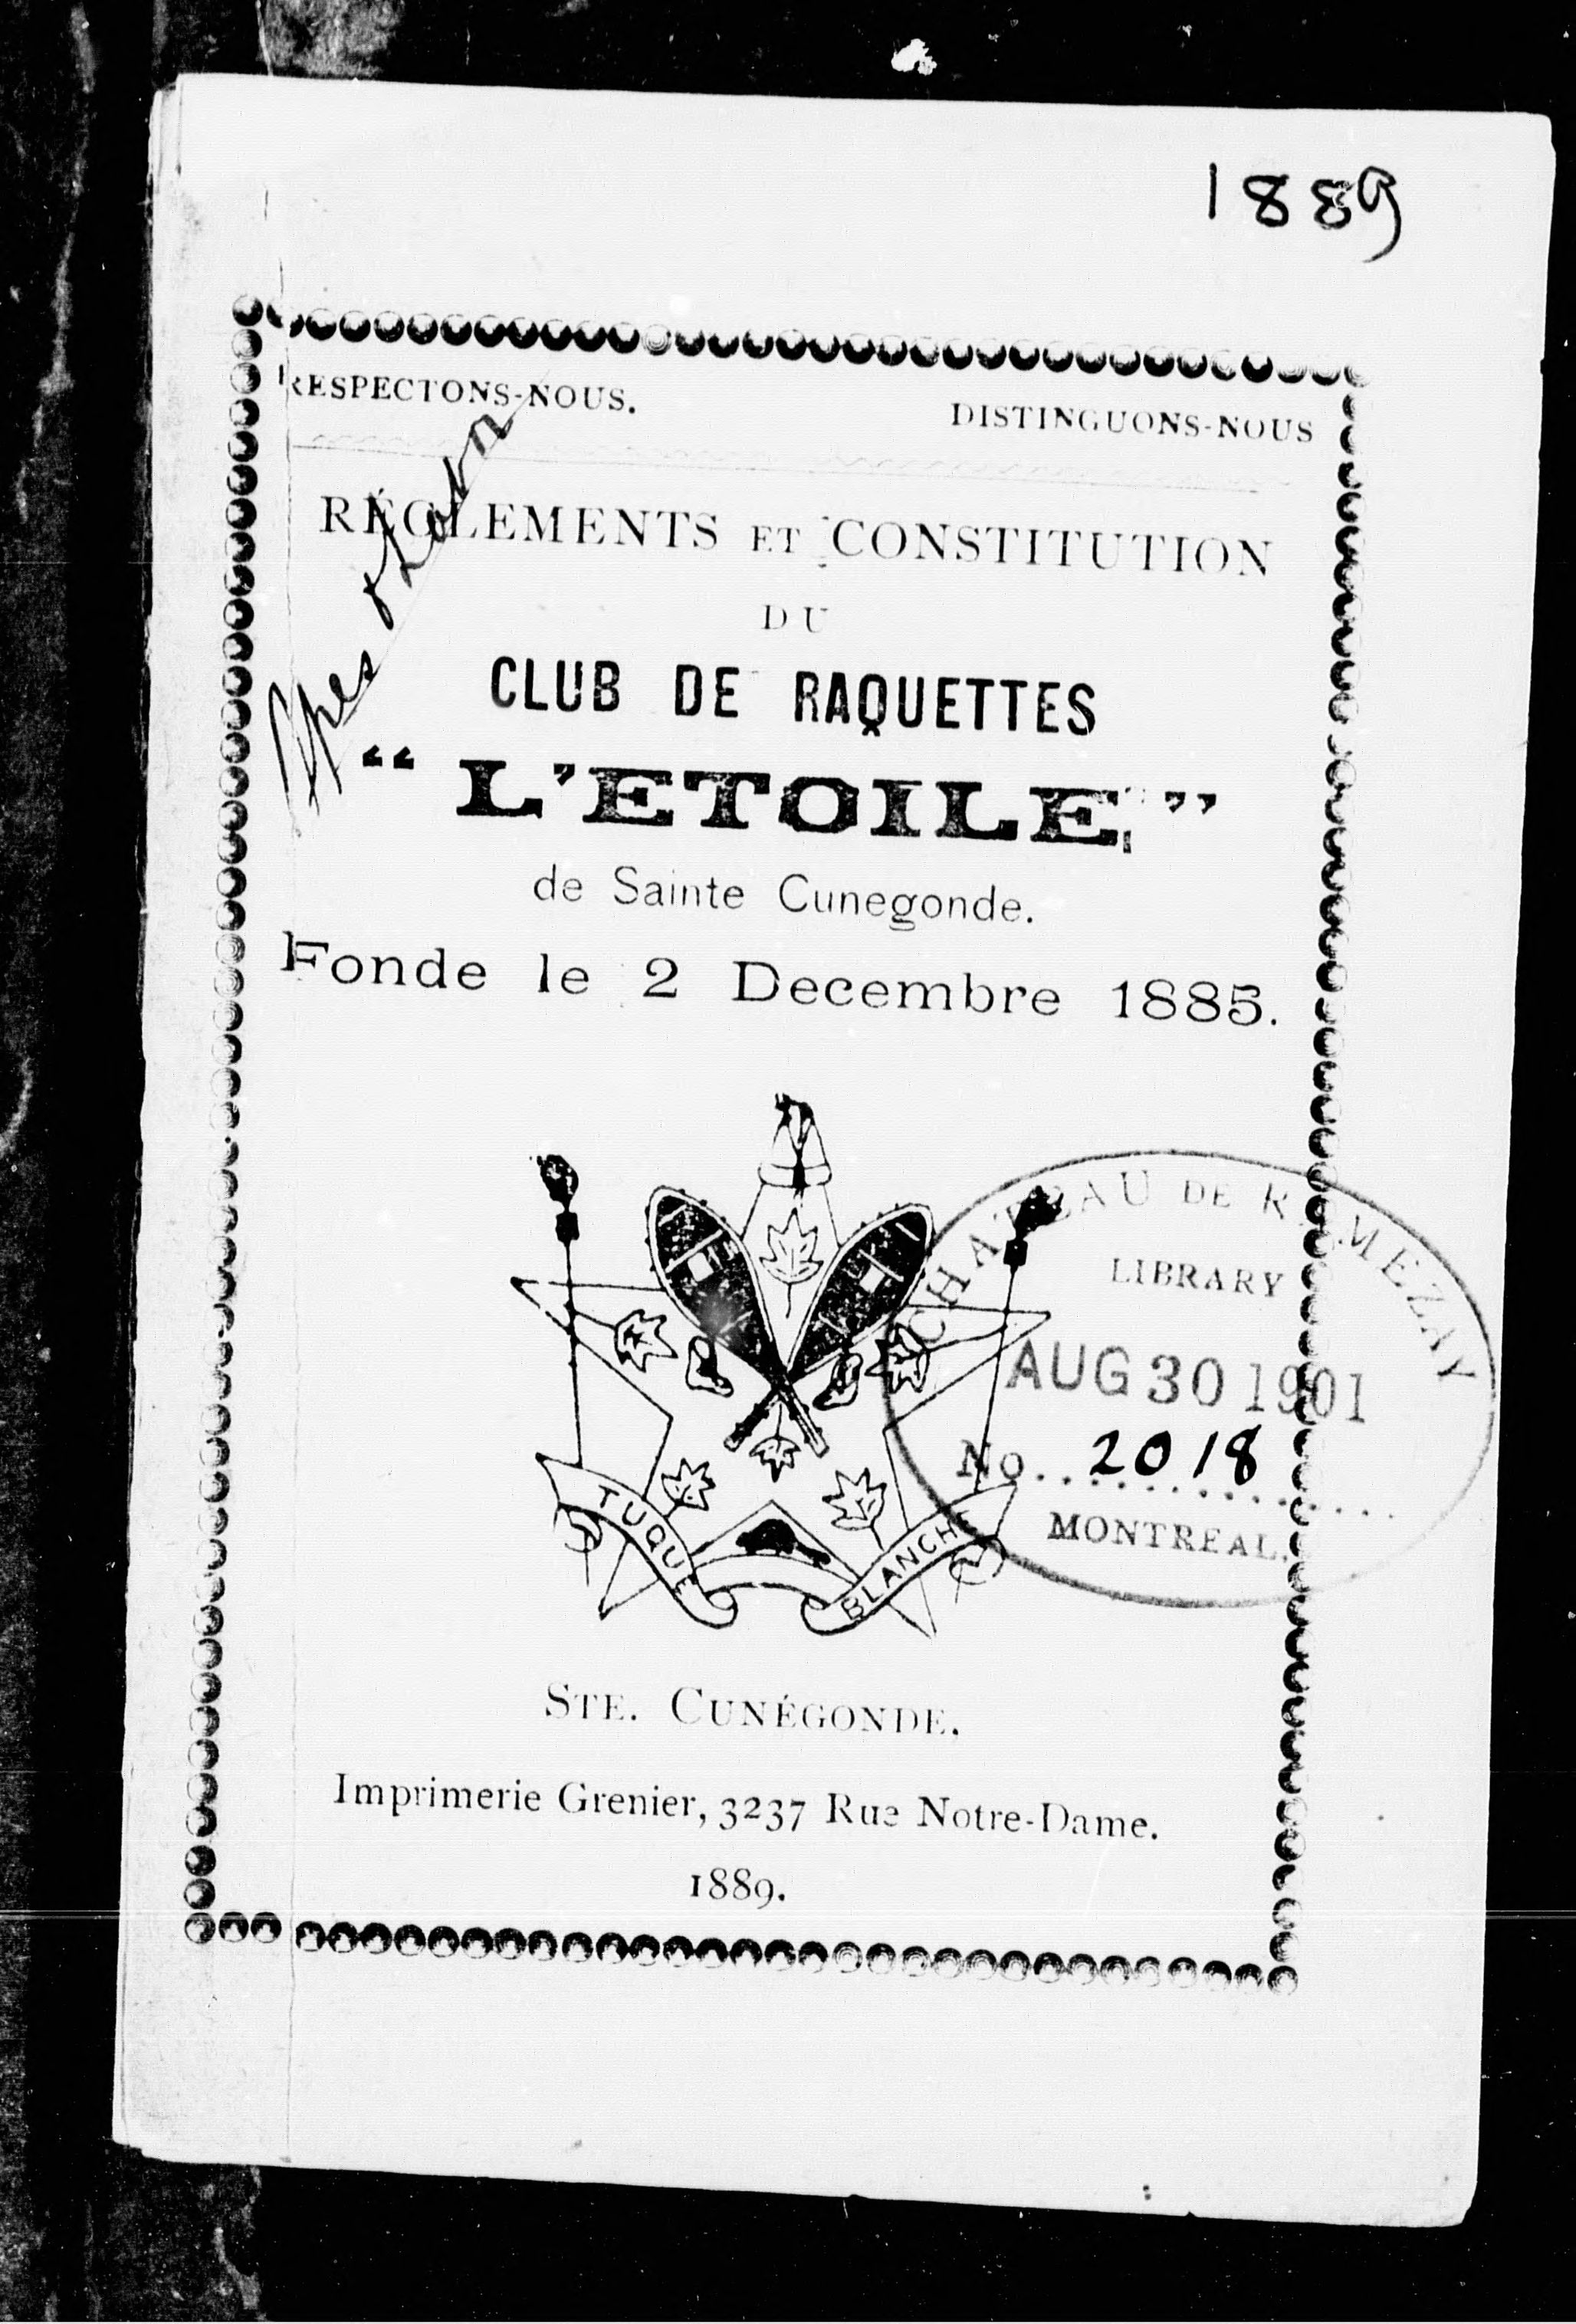 1889
RESPECTONS-NOUS. DISTINGUONS-NOUS
RÉGLEMENTS ET CONSTITUTION
DU
CLUB DE RAQUETTES
“ L'ETOILE ”
de Sainte Cunegonde.
Fonde le 2 Decembre 1885.
CHATEAU DE RAMEZAY
LIBRARY
AUG 30 1901
No. 2018
MONTREAL.
TUQUE BLANCHE
STE. CUNÉGONDE.
Imprimerie Grenier, 3237 Rue Notre-Dame.
1889.